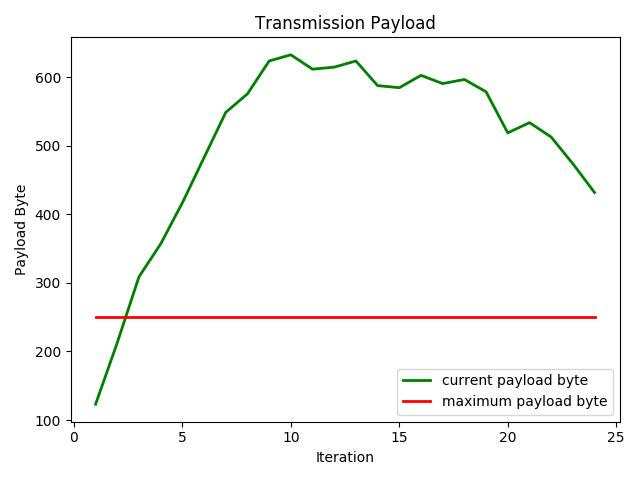 Transmission Payload
Payload Byte
600
500
400
300
200
100
current payload byte
maximum payload byte
0
5
10
15
20
25
Iteration